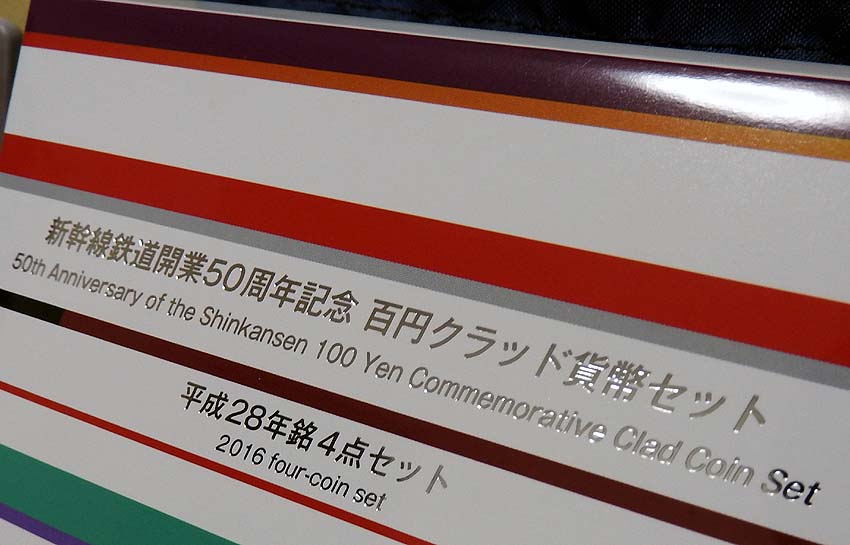 新幹線鉄道開業50周年記念 百円クラッド貨幣セット
50th Anniversary of the Shinkansen 100 Yen Commemorative Clad Coin Set
平成28年銘4点セット
2016 four-coin set